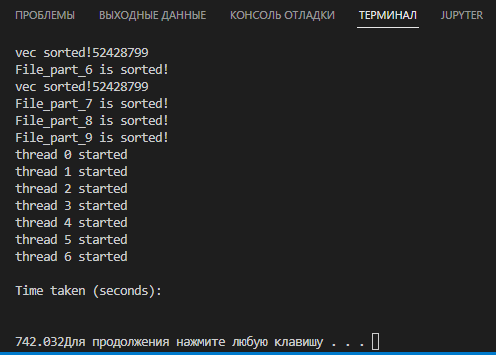 ПРОБЛЕМЫ ВЫХОДНЫЕ ДАННЫЕ КОНСОЛЬ ОТЛАДКИ ТЕРМИНАЛ JUPYTER
vec sorted!52428799
File_part_6 is sorted!
vec sorted!52428799
File_part_7 is sorted!
File_part_8 is sorted!
File_part_9 is sorted!
thread 0 started
thread 1 started
thread 2 started
thread 3 started
thread 4 started
thread 5 started
thread 6 started
Time taken (seconds):
742.032Для продолжения нажмите любую клавишу . . .